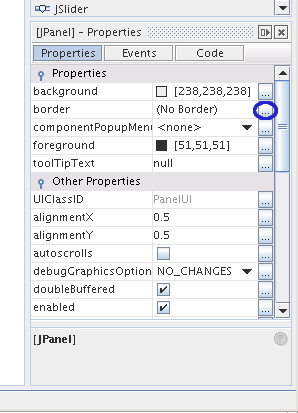 JSlider
[JPanel] – Properties
Properties Events Code
Properties
background [238,238,238] ...
border (No Border) ...
componentPopupMenu <none> ...
foreground [51,51,51] ...
toolTipText null ...
Other Properties
UIClassID PanelUI ...
alignmentX 0.5 ...
alignmentY 0.5 ...
autoscrolls ...
debugGraphicsOption NO_CHANGES ...
doubleBuffered ...
enabled ...
[JPanel] ?